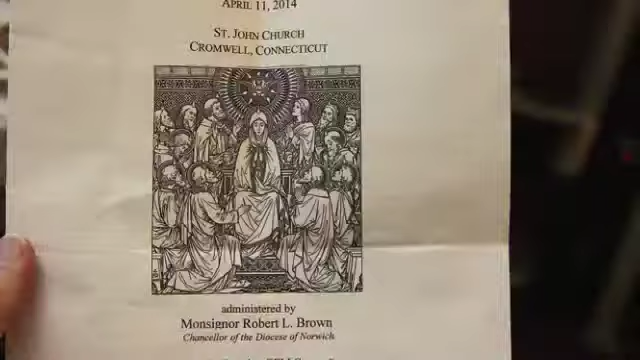 APRIL 11, 2014
ST. JOHN CHURCH
CROMWELL, CONNECTICUT
administered by
Monsignor Robert L. Brown
Chancellor of the Diocese of Norwich